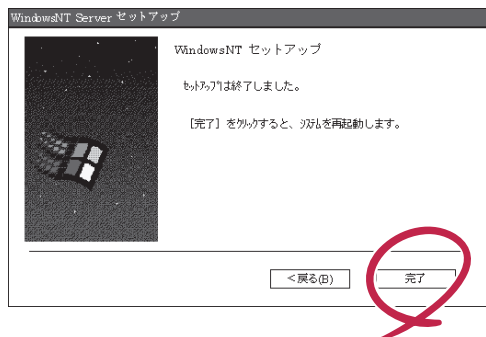 WindowsNT Server セットアップ
WindowsNT セットアップ
ｾｯﾄｱｯﾌﾟは終了しました。
［完了］をｸﾘｯｸすると、ｼｽﾃﾑを再起動します。
＜戻る(B)
完了